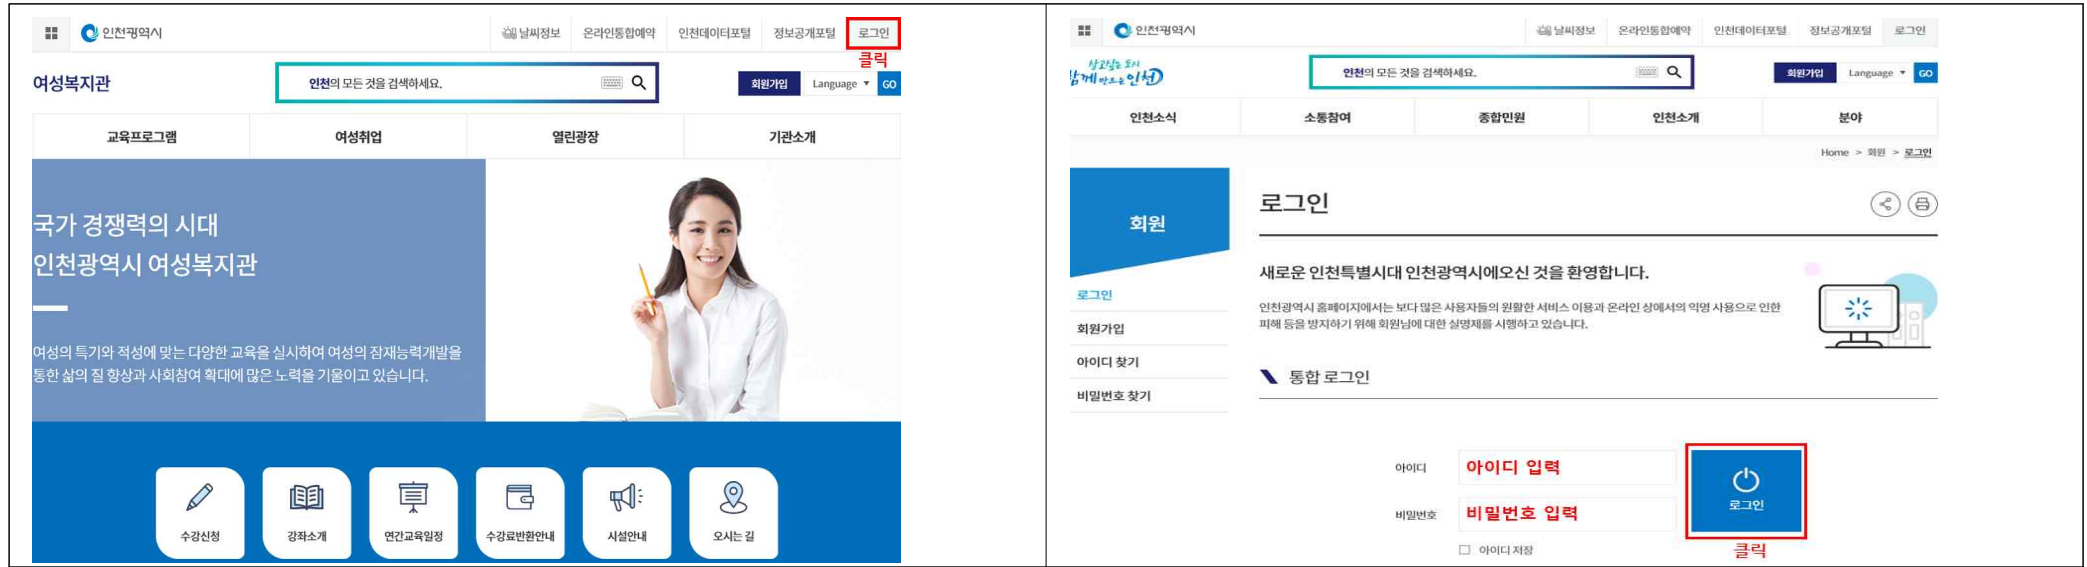 인천광역시
날씨정보
온라인통합예약
인천데이터포털
정보공개포털
로그인
클릭
여성복지관
인천의 모든 것을 검색하세요.
회원가입
Language
GO
교육프로그램
여성취업
열린광장
기관소개
국가 경쟁력의 시대
인천광역시 여성복지관
여성의 특기와 적성에 맞는 다양한 교육을 실시하여 여성의 잠재능력개발을
통한 삶의 질 향상과 사회참여 확대에 많은 노력을 기울이고 있습니다.
수강신청
강좌소개
연간교육일정
수강료반환안내
시설안내
오시는 길
인천광역시
날씨정보
온라인통합예약
인천데이터포털
정보공개포털
로그인
살고싶은 도시
함께 만드는 인천
인천의 모든 것을 검색하세요.
회원가입
Language
GO
인천소식
소통참여
종합민원
인천소개
분야
Home > 회원 > 로그인
회원
로그인
회원가입
아이디 찾기
비밀번호 찾기
로그인
새로운 인천특별시대 인천광역시에오신 것을 환영합니다.
인천광역시 홈페이지에서는 보다 많은 사용자들의 원활한 서비스 이용과 온라인 상에서의 익명 사용으로 인한
피해 등을 방지하기 위해 회원님에 대한 실명제를 시행하고 있습니다.
통합 로그인
아이디
아이디 입력
비밀번호
비밀번호 입력
로그인
아이디 저장
클릭